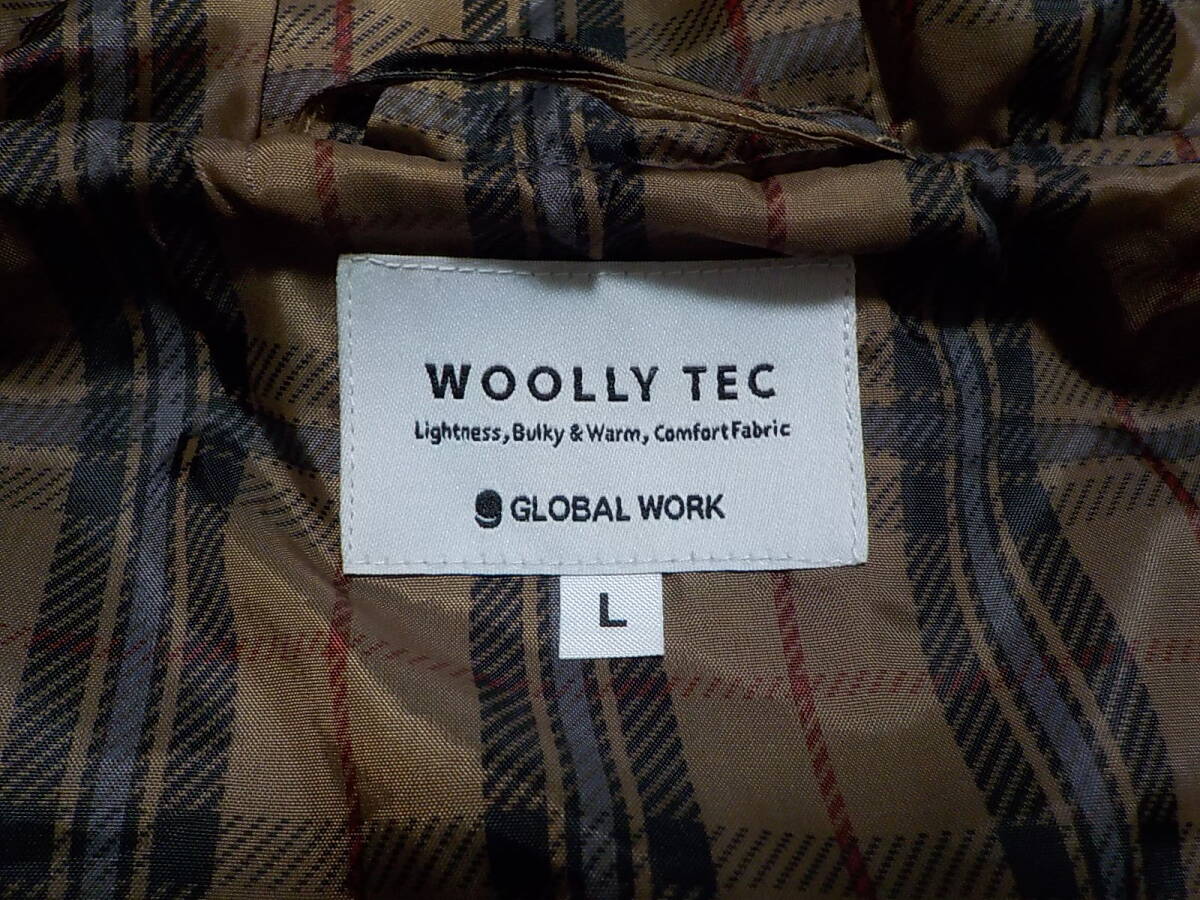 WOOLLY TEC
Lightness, Bulky & Warm, Comfort Fabric
GLOBAL WORK
L